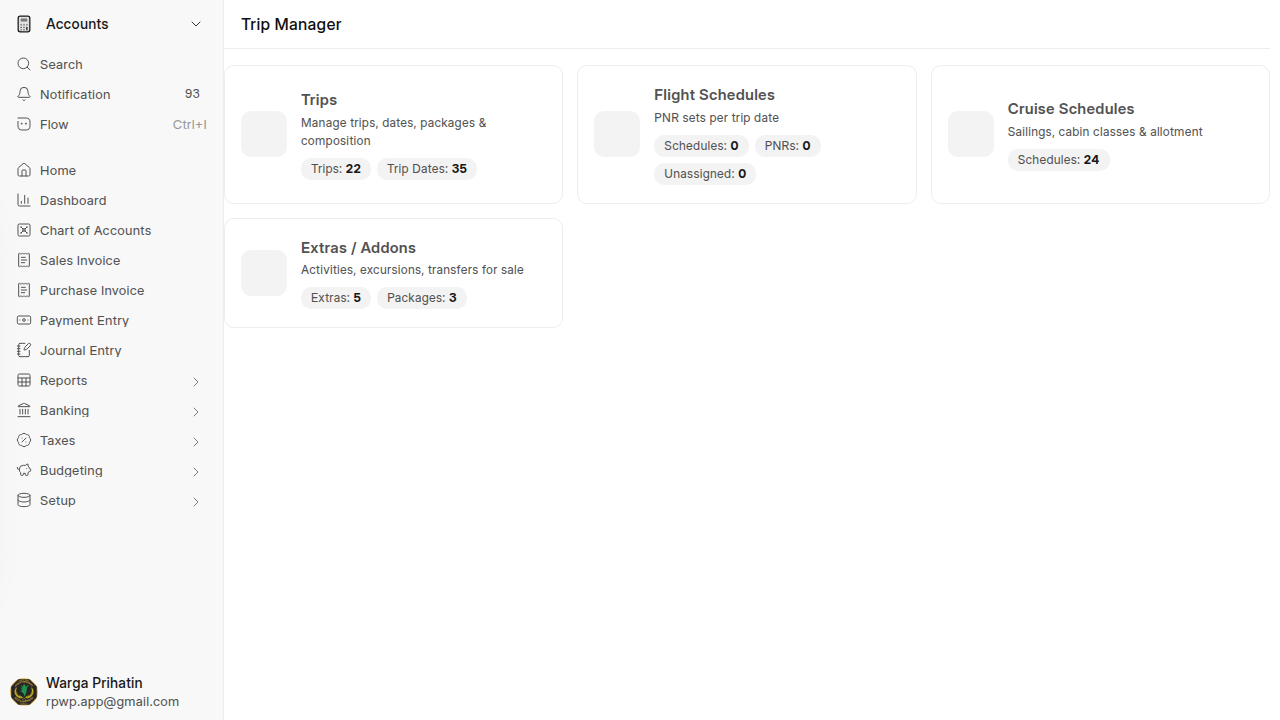 Accounts
Search
Notification 93
Flow Ctrl+I
Home
Dashboard
Chart of Accounts
Sales Invoice
Purchase Invoice
Payment Entry
Journal Entry
Reports
Banking
Taxes
Budgeting
Setup
Warga Prihatin
rpwp.app@gmail.com
Trip Manager
Trips
Manage trips, dates, packages &
composition
Trips: 22 Trip Dates: 35
Flight Schedules
PNR sets per trip date
Schedules: 0 PNRs: 0
Unassigned: 0
Cruise Schedules
Sailings, cabin classes & allotment
Schedules: 24
Extras / Addons
Activities, excursions, transfers for sale
Extras: 5 Packages: 3